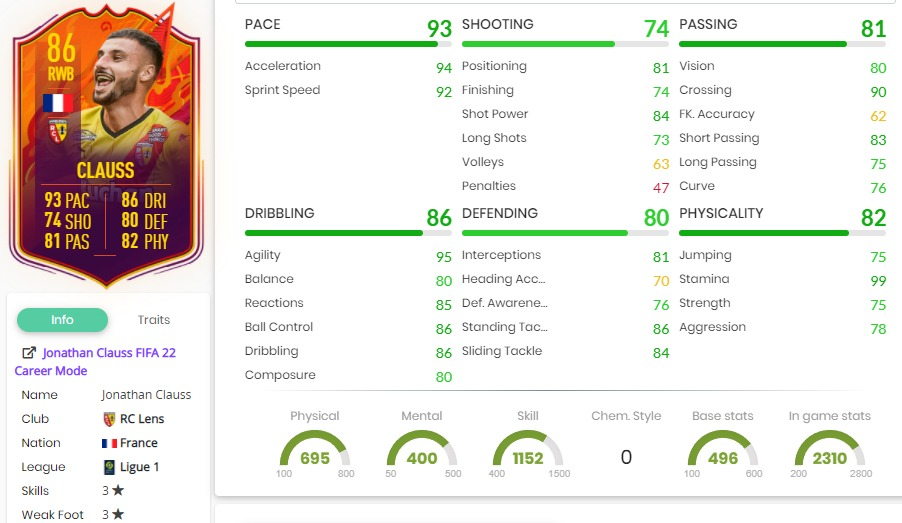 86
RWB
CLAUSS
93 PAC
86 DRI
74 SHO
80 DEF
81 PAS
82 PHY
Info
Traits
Jonathan Clauss FIFA 22
Career Mode
Name Jonathan Clauss
Club RC Lens
Nation France
League Ligue 1
Skills 3 ★
Weak Foot 3 ★
PACE 93
Acceleration 94
Sprint Speed 92
SHOOTING 74
Positioning 81
Finishing 74
Shot Power 84
Long Shots 73
Volleys 63
Penalties 47
PASSING 81
Vision 80
Crossing 90
FK. Accuracy 62
Short Passing 83
Long Passing 75
Curve 76
DRIBBLING 86
Agility 95
Balance 80
Reactions 85
Ball Control 86
Dribbling 86
Composure 80
DEFENDING 80
Interceptions 81
Heading Acc... 70
Def. Awarene... 76
Standing Tac... 86
Sliding Tackle 84
PHYSICALITY 82
Jumping 75
Stamina 99
Strength 75
Aggression 78
Physical
695
100 800
Mental
400
50 500
Skill
1152
400 1500
Chem. Style
0
Base stats
496
100 600
In game stats
2310
200 2800